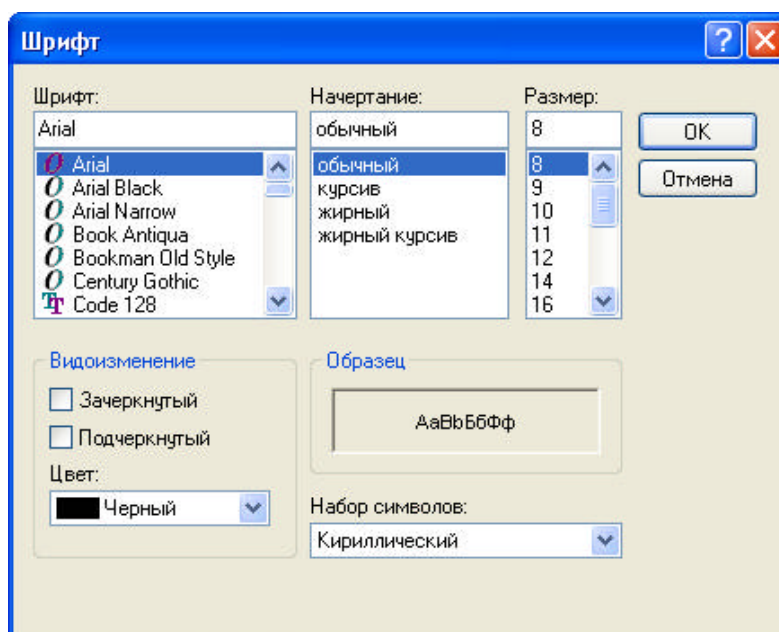 Шрифт
Шрифт:
Начертание:
Размер:
Arial
обычный
8
OK
Отмена
Arial
Arial Black
Arial Narrow
Book Antiqua
Bookman Old Style
Century Gothic
Code 128
обычный
курсив
жирный
жирный курсив
8
9
10
11
12
14
16
Видоизменение
Зачеркнутый
Подчеркнутый
Цвет:
Черный
Образец
АаВbБбФф
Набор символов:
Кириллический